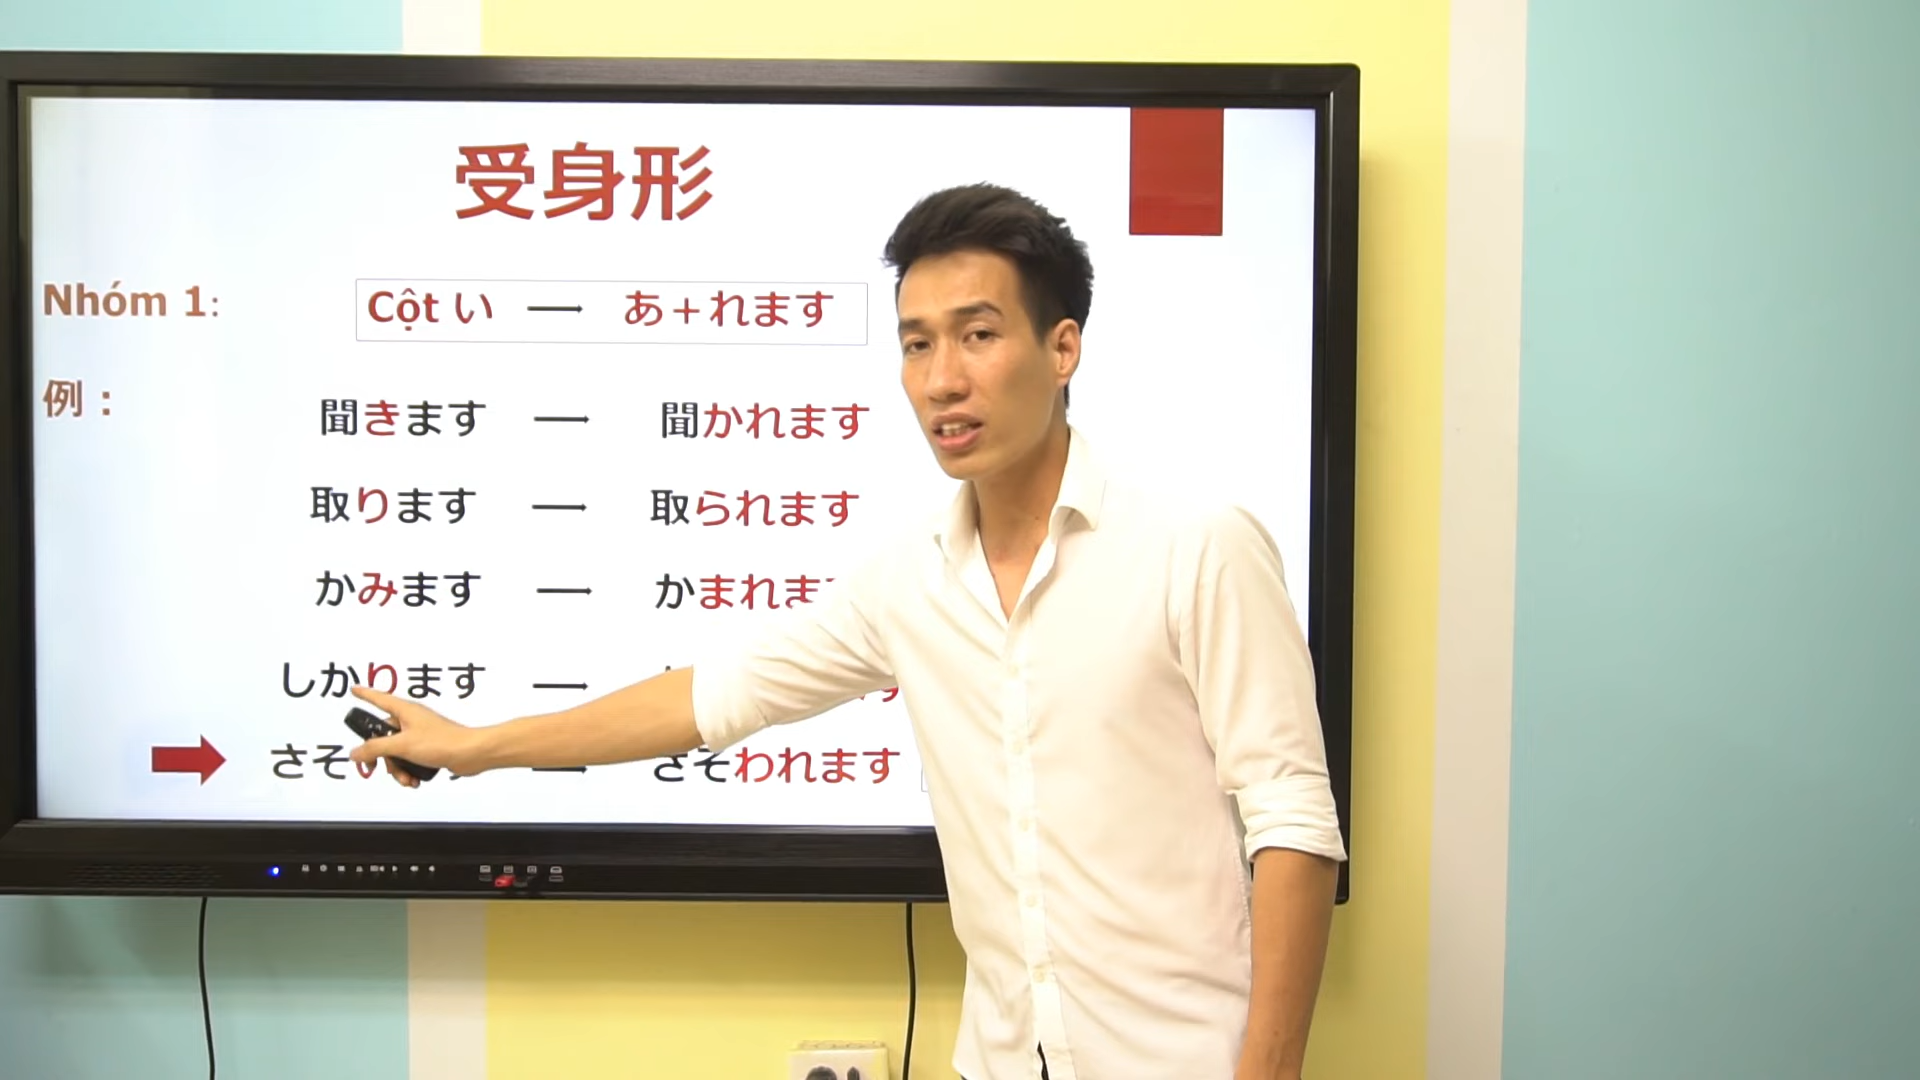 受身形
Nhóm 1:
Cột い → あ+れます
例：
聞きます → 聞かれます
取ります → 取られます
かみます → かまれま
しかります →
さそ → さそわれます